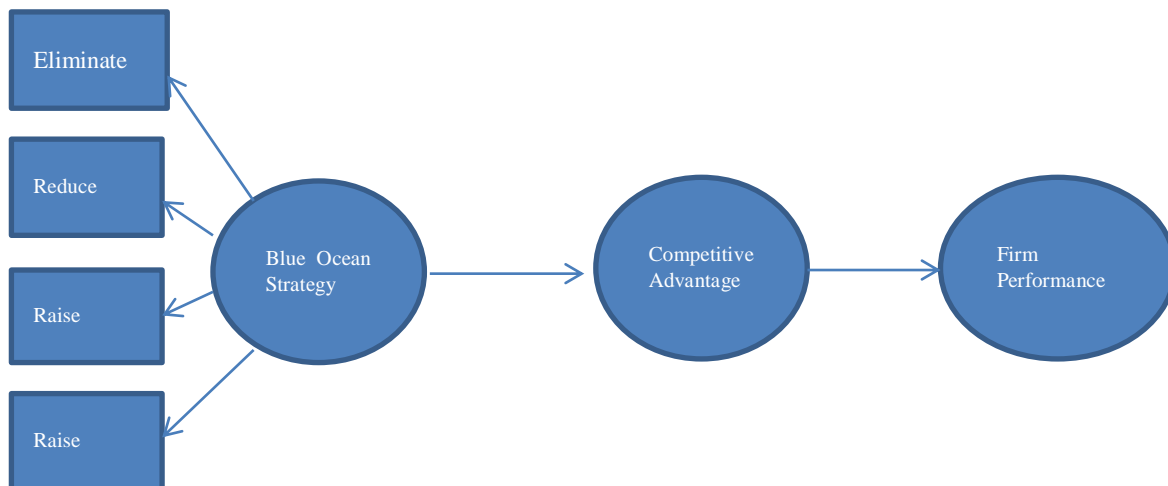 Eliminate
Reduce
Raise
Raise
Blue Ocean
Strategy
Competitive
Advantage
Firm
Performance